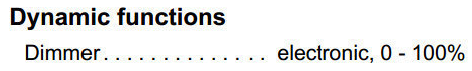 Dynamic functions
Dimmer . . . . . . . . . . . . . . electronic, 0 - 100%